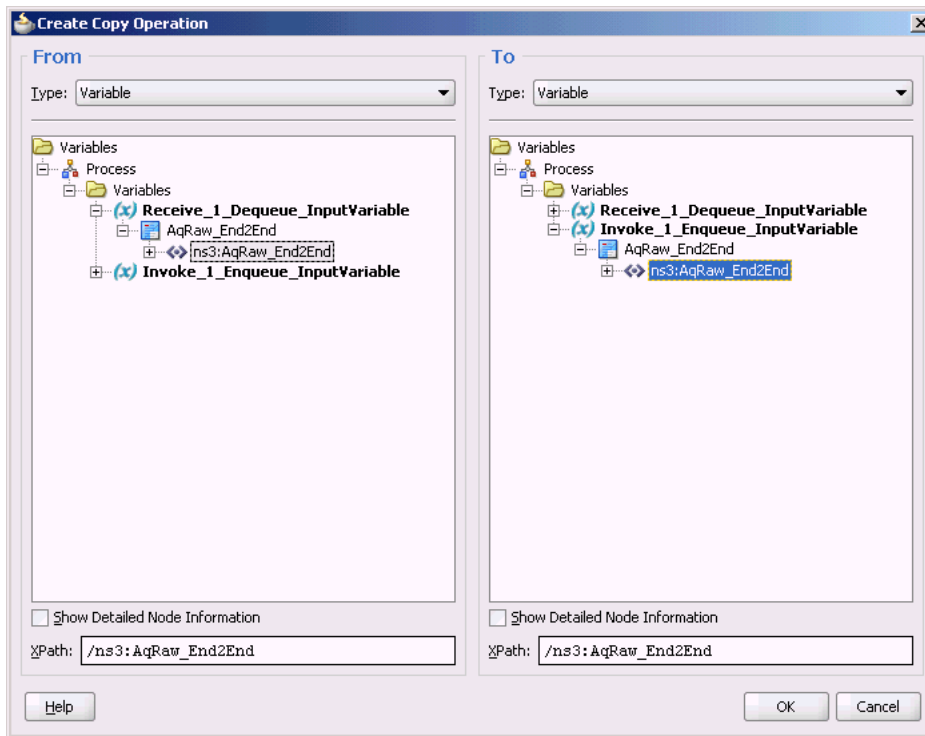 Create Copy Operation
From
Type: Variable
Variables
Process
Variables
Receive_1_Dequeue_InputVariable
AqRaw_End2End
ns3:AqRaw_End2End
Invoke_1_Enqueue_InputVariable
Show Detailed Node Information
XPath: /ns3:AqRaw_End2End
To
Type: Variable
Variables
Process
Variables
Receive_1_Dequeue_InputVariable
Invoke_1_Enqueue_InputVariable
AqRaw_End2End
ns3:AqRaw_End2End
Show Detailed Node Information
XPath: /ns3:AqRaw_End2End
Help
OK
Cancel